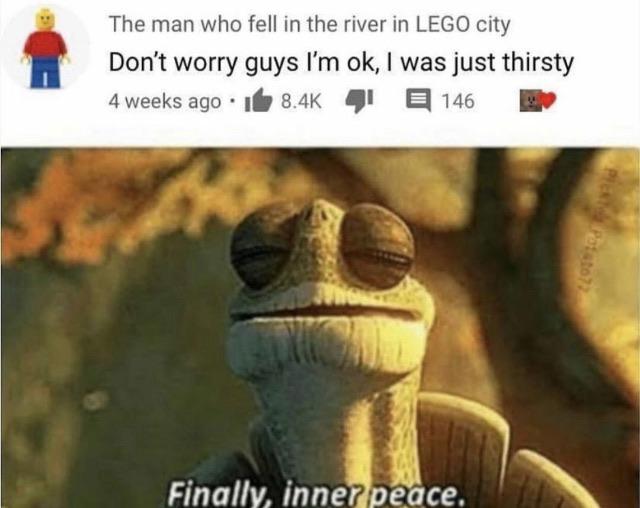 The man who fell in the river in LEGO city
Don't worry guys I'm ok, I was just thirsty
4 weeks ago • 8.4K 146
Finally, inner peace.